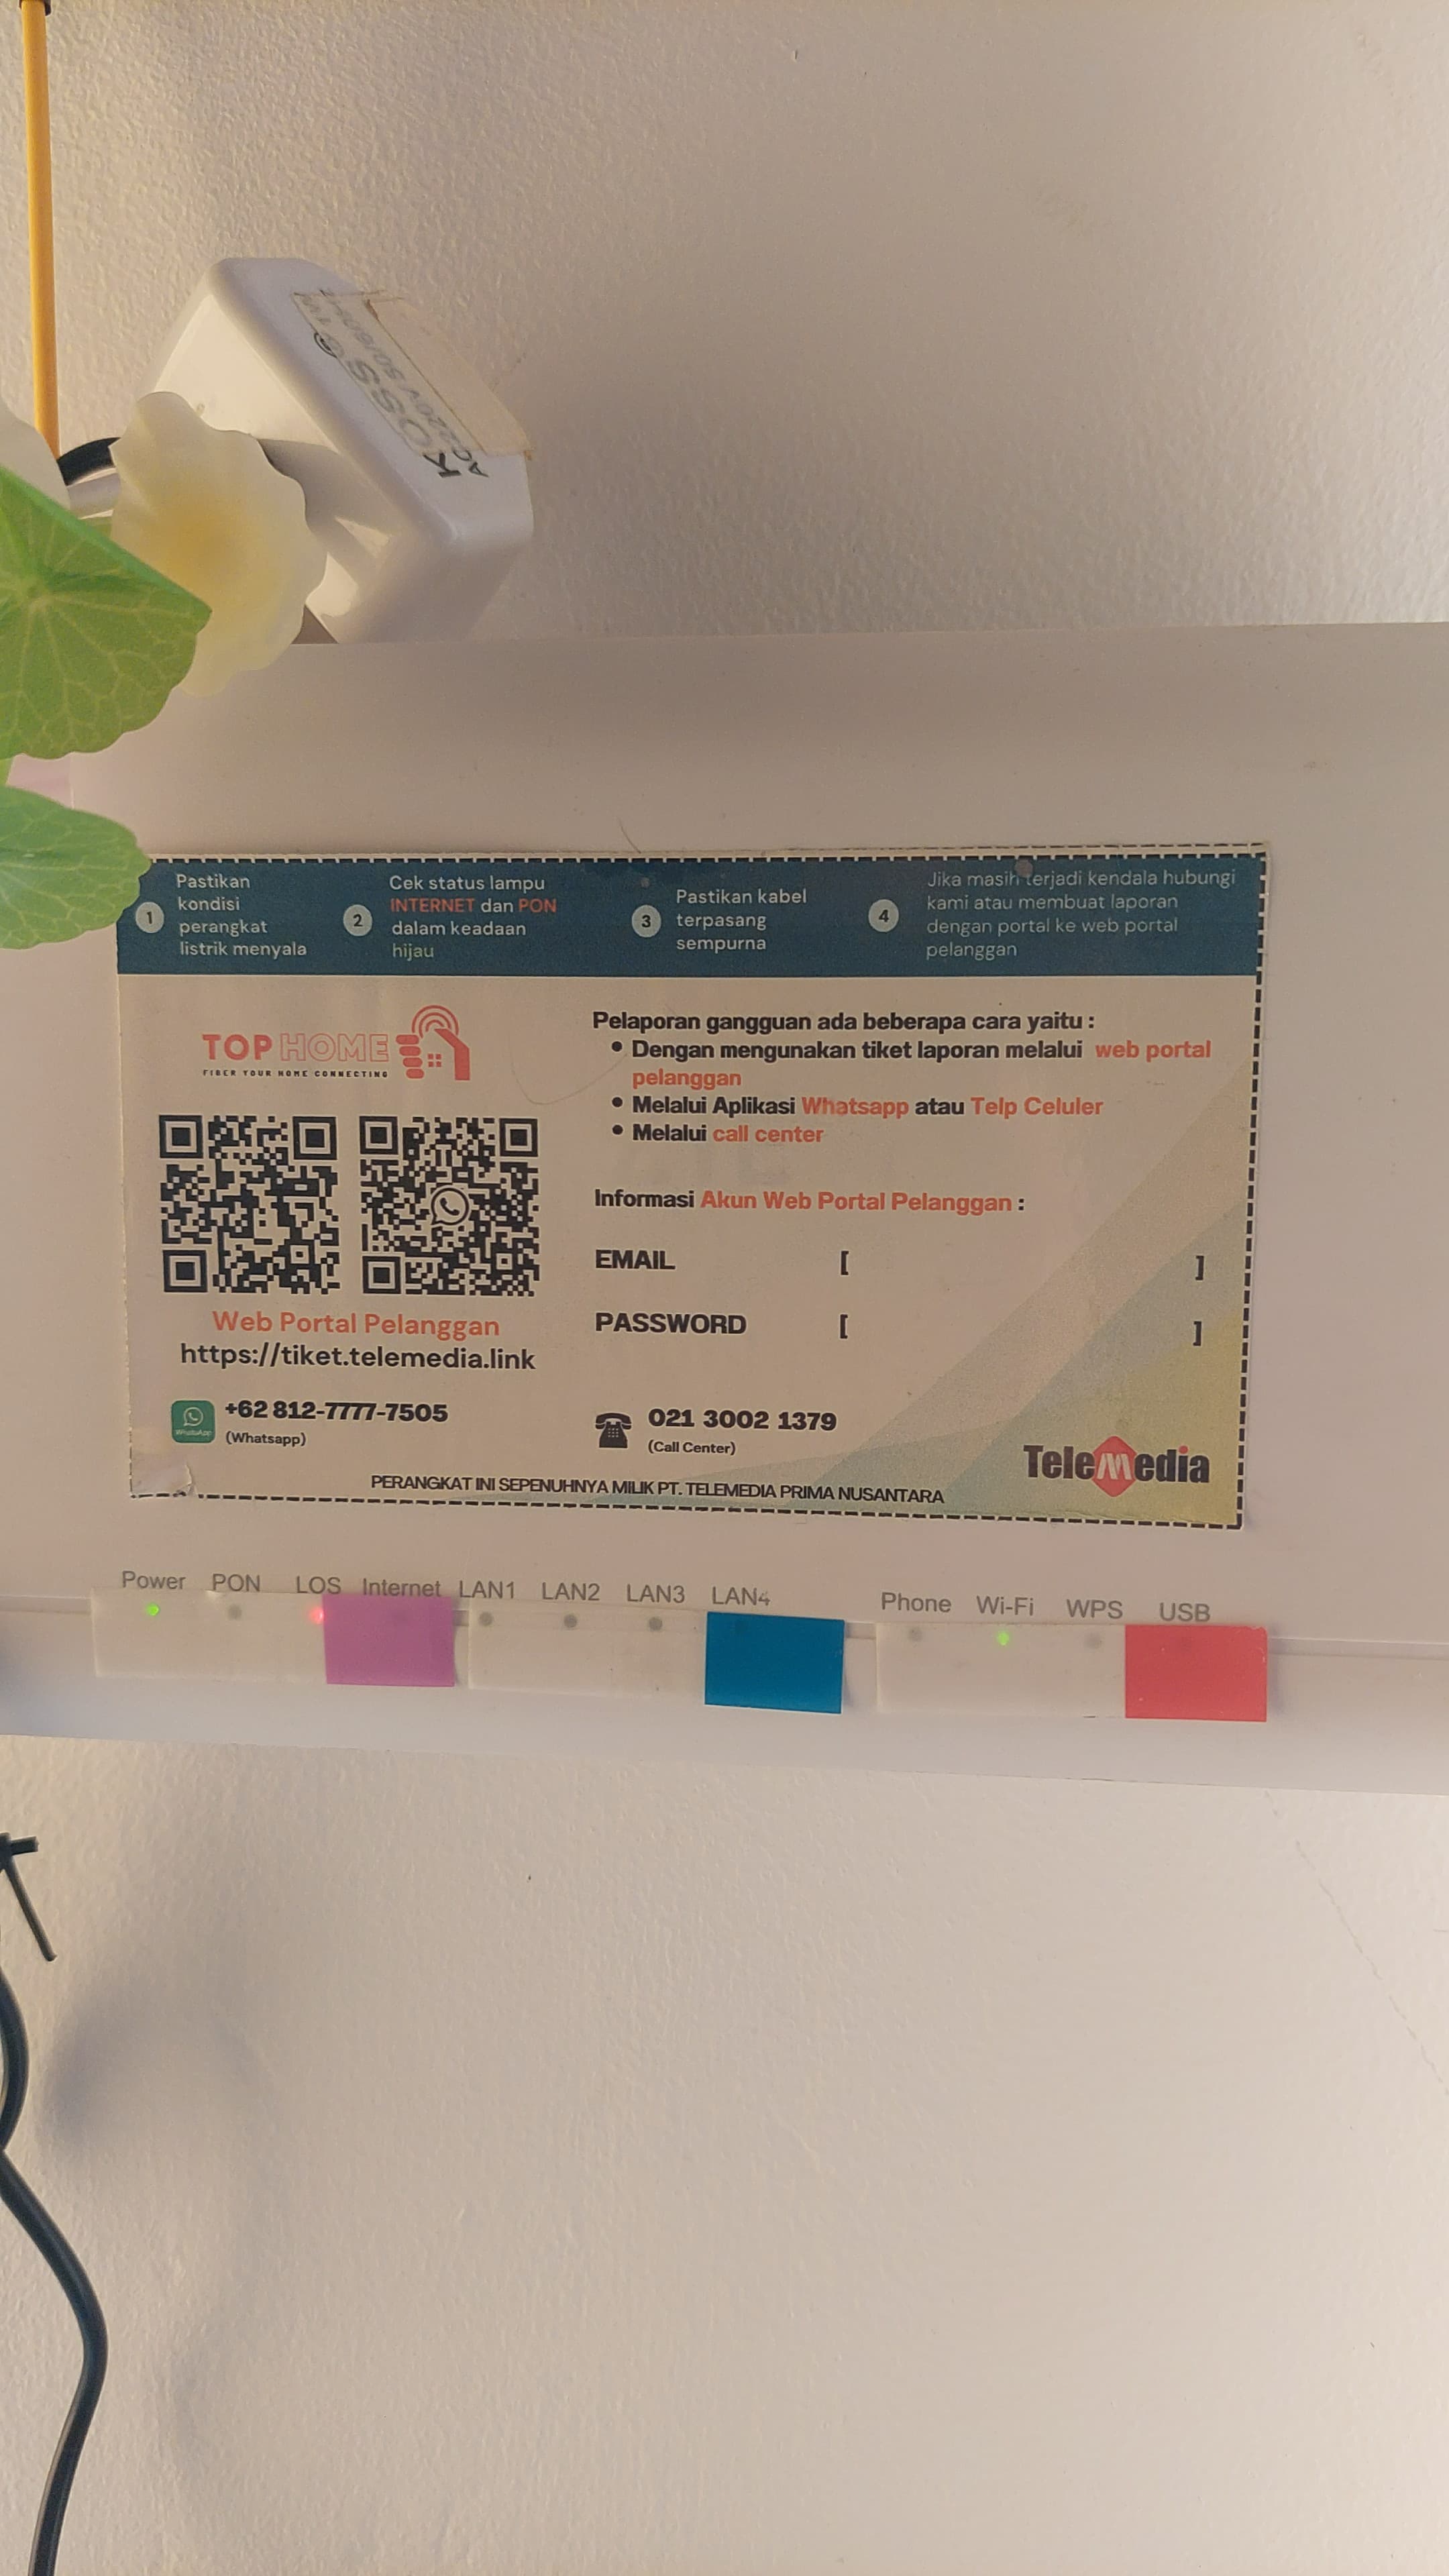 KOSS
1
Pastikan
kondisi
perangkat
listrik menyala
2
Cek status lampu
INTERNET dan PON
dalam keadaan
hijau
3
Pastikan kabel
terpasang
sempurna
4
Jika masih terjadi kendala hubungi
kami atau membuat laporan
dengan portal ke web portal
pelanggan
TOP HOME
FIBER YOUR HOME CONNECTING
Pelaporan gangguan ada beberapa cara yaitu :
• Dengan mengunakan tiket laporan melalui web portal
pelanggan
• Melalui Aplikasi Whatsapp atau Telp Celuler
• Melalui call center
Informasi Akun Web Portal Pelanggan :
EMAIL [ ]
PASSWORD [ ]
Web Portal Pelanggan
https://tiket.telemedia.link
WhatsApp
+62 812-7777-7505
(Whatsapp)
021 3002 1379
(Call Center)
TeleMedia
PERANGKAT INI SEPENUHNYA MILIK PT. TELEMEDIA PRIMA NUSANTARA
Power PON LOS Internet LAN1 LAN2 LAN3 LAN4 Phone Wi-Fi WPS USB